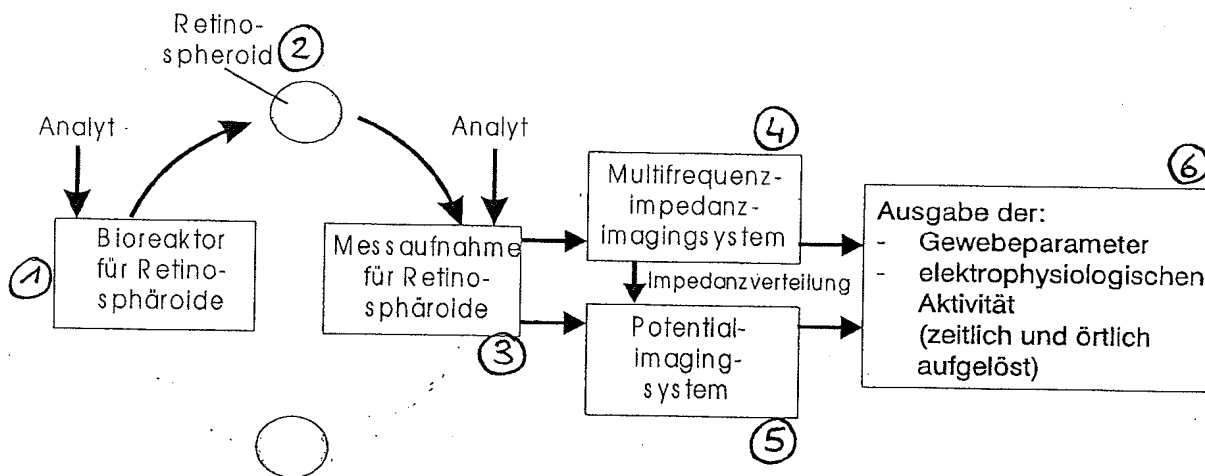 Retino-
spheroid
2
Analyt
Analyt
4
6
1
Bioreaktor
für Retino-
sphäroide
Messaufnahme
für Retino-
sphäroide
3
Multifrequenz-
impedanz-
imagingsystem
Impedanzverteilung
Potential-
imaging-
system
5
Ausgabe der:
- Gewebeparameter
- elektrophysiologischen
Aktivität
(zeitlich und örtlich
aufgelöst)